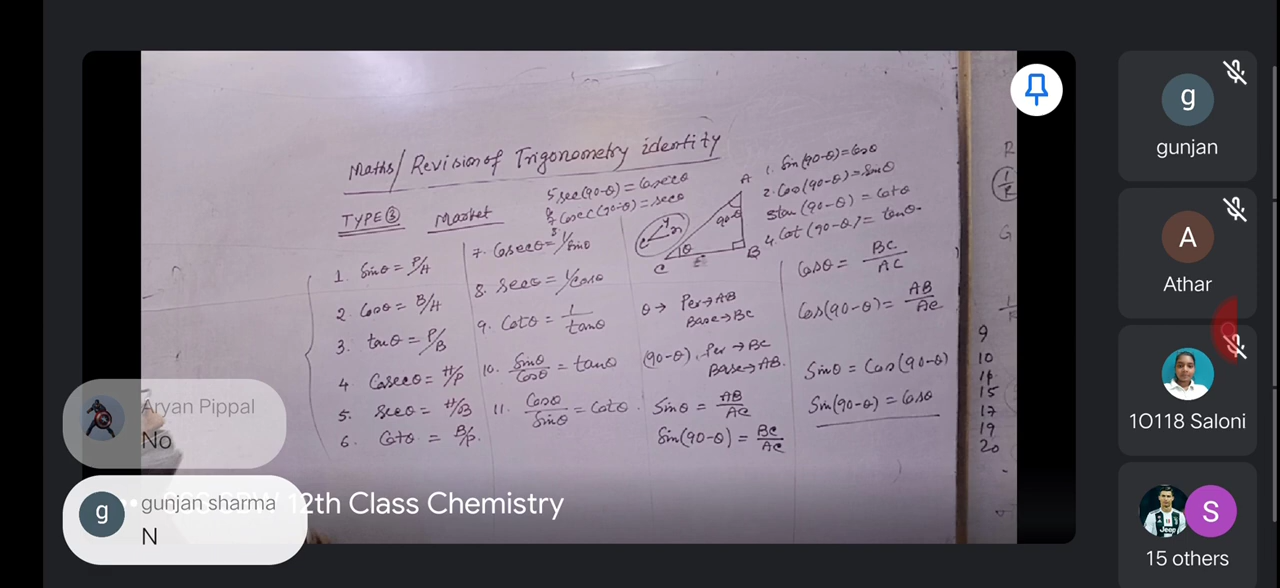 Maths/ Revision of Trigonometry identity
TYPE ③ Market
5. sec(90-θ) = Cosecθ
6. Cosec(90-θ) = secθ
1. Sin(90-θ) = Cosθ
2. Cos(90-θ) = Sinθ
3 tan(90-θ) = Cotθ
4. Cot(90-θ) = tanθ
A
90-θ
θ
C
B
1. Sinθ = P/H
2. Cosθ = B/H
3. tanθ = P/B
4 Cosecθ = H/P
5. Secθ = H/B
6. Cotθ = B/P.
7. Cosecθ = 1/Sinθ
8. Secθ = 1/Cosθ
9. Cotθ = 1/tanθ
10. Sinθ/Cosθ = tanθ
11. Cosθ/Sinθ = Cotθ
θ → Per → AB
Base → BC
(90-θ), Per → BC
Base → AB.
Sinθ = AB/AC
Sin(90-θ) = BC/AC
Cosθ = BC/AC
Cos(90-θ) = AB/AC
Sinθ = Cos(90-θ)
Sin(90-θ) = Cosθ
R
G
9
10
15
17
19
20
Aryan Pippal
No
gunjan sharma
N
12th Class Chemistry
g
gunjan
A
Athar
10118 Saloni
S
15 others